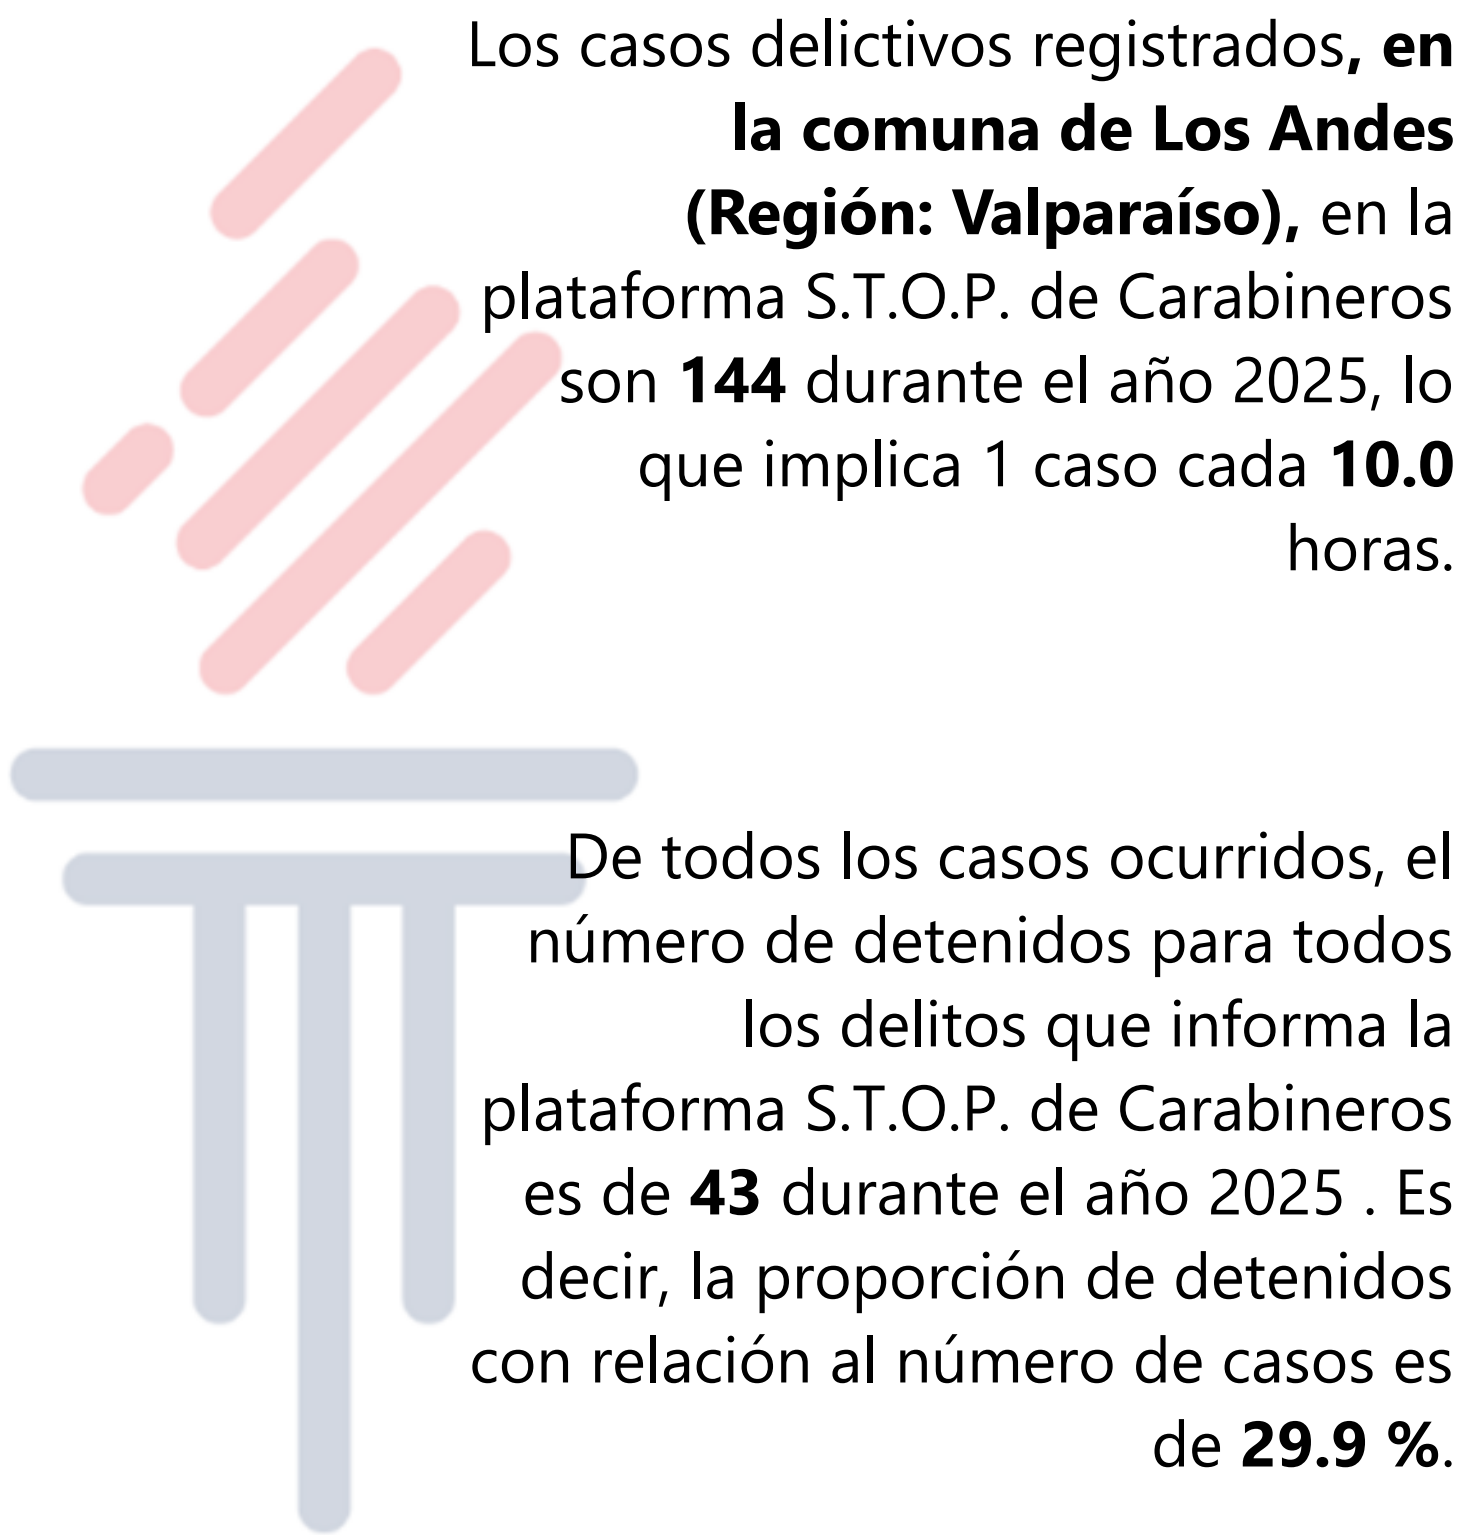 Los casos delictivos registrados, en
la comuna de Los Andes
(Región: Valparaíso), en la
plataforma S.T.O.P. de Carabineros
son 144 durante el año 2025, lo
que implica 1 caso cada 10.0
horas.
De todos los casos ocurridos, el
número de detenidos para todos
los delitos que informa la
plataforma S.T.O.P. de Carabineros
es de 43 durante el año 2025 . Es
decir, la proporción de detenidos
con relación al número de casos es
de 29.9 %.